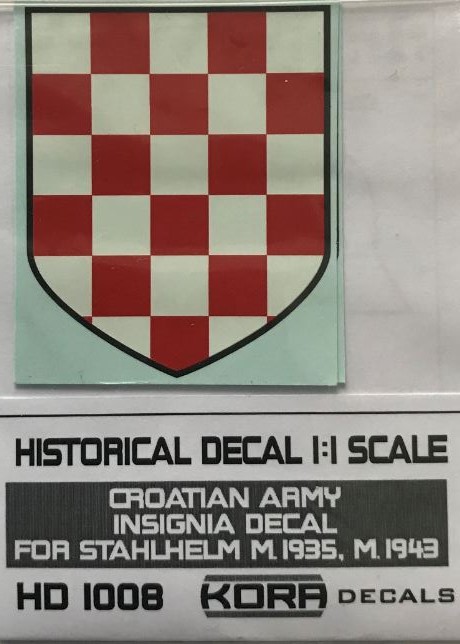 HISTORICAL DECAL 1:1 SCALE
CROATIAN ARMY
INSIGNIA DECAL
FOR STAHLHELM M.1935, M.1943
HD 1008 KORA DECALS